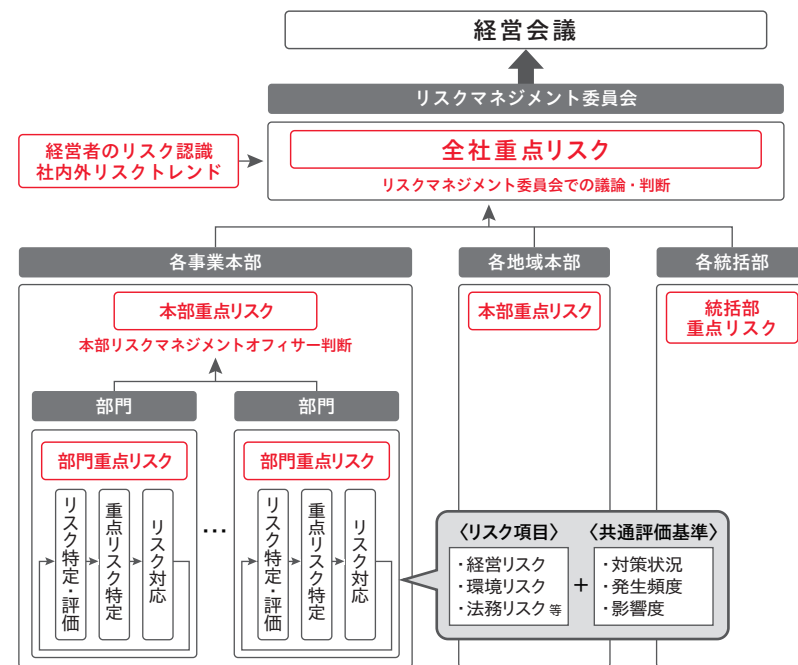 経営会議
リスクマネジメント委員会
経営者のリスク認識
社内外リスクトレンド
全社重点リスク
リスクマネジメント委員会での議論・判断
各事業本部
各地域本部
各統括部
本部重点リスク
本部リスクマネジメントオフィサー判断
本部重点リスク
統括部
重点リスク
部門
部門
部門重点リスク
リスク特定・評価
重点リスク特定
リスク対応
…
部門重点リスク
リスク特定・評価
重点リスク特定
リスク対応
〈リスク項目〉
・経営リスク
・環境リスク
・法務リスク等
+
〈共通評価基準〉
・対策状況
・発生頻度
・影響度